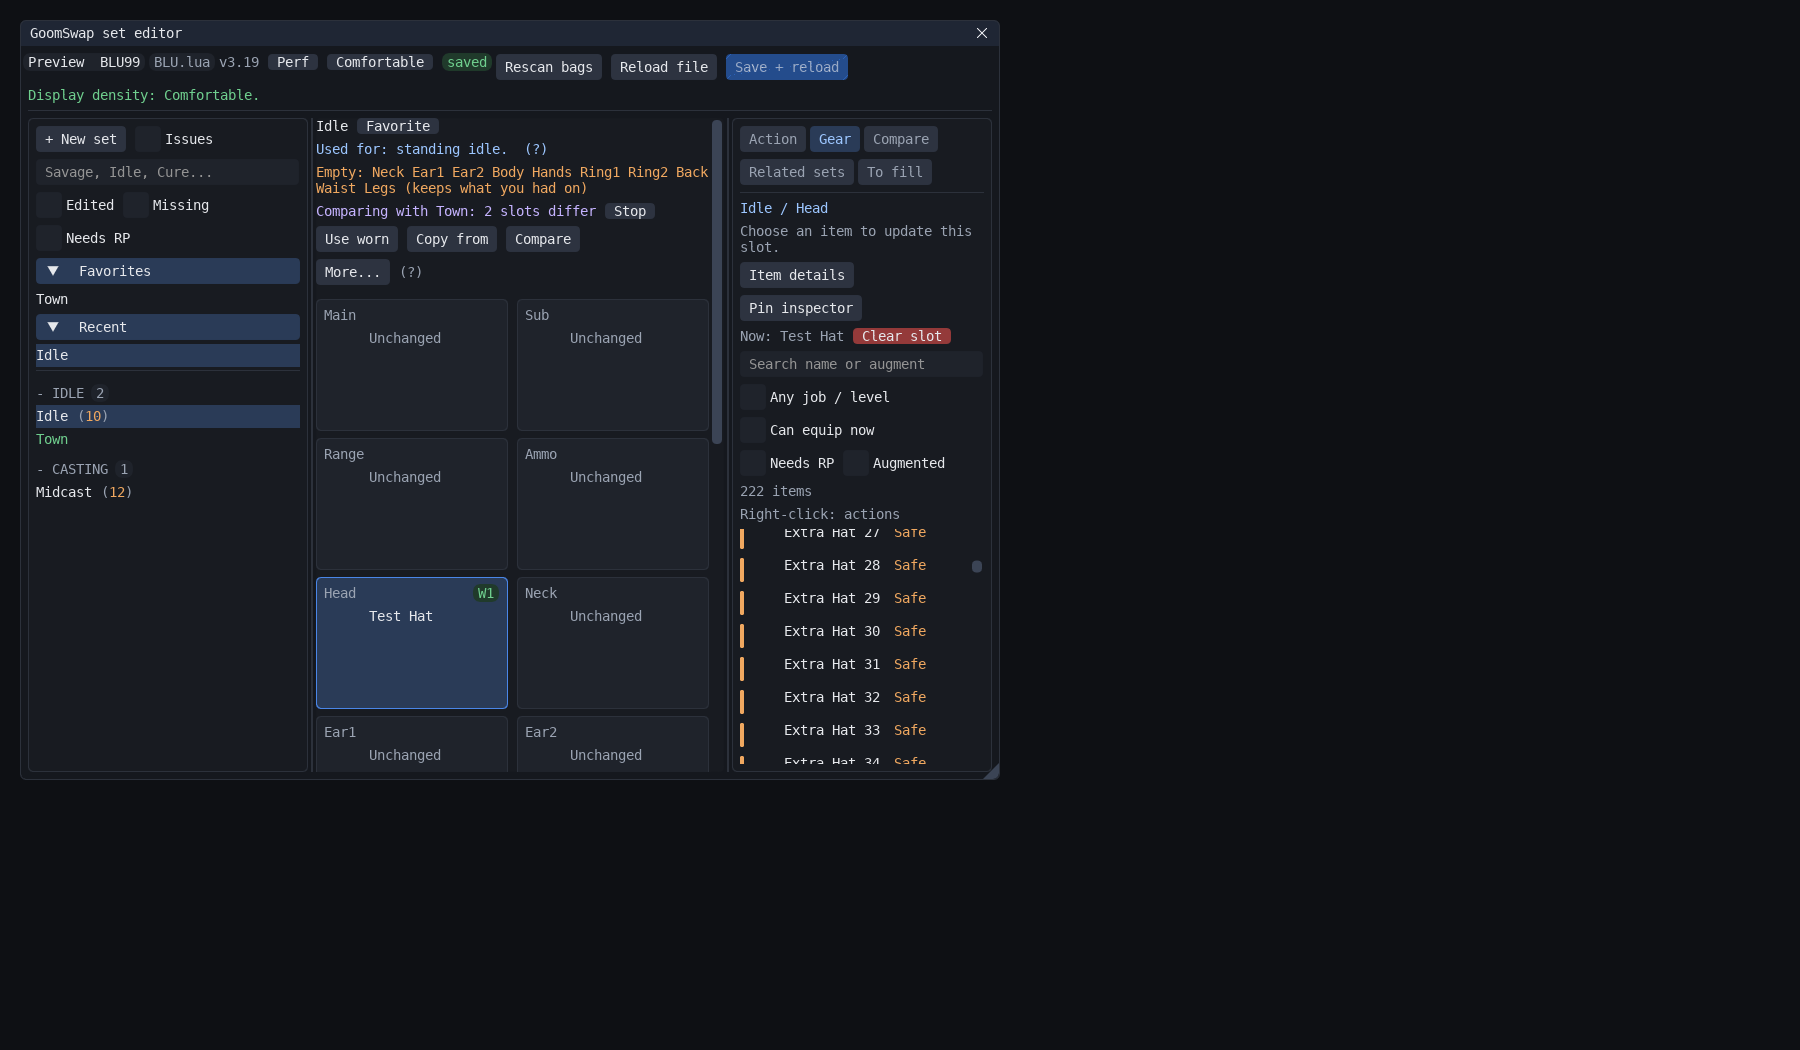 GoomSwap set editor
Preview BLU99 BLU.lua v3.19 Perf Comfortable saved Rescan bags Reload file Save + reload
Display density: Comfortable.
+ New set Issues
Savage, Idle, Cure...
Edited Missing
Needs RP
Favorites
Town
Recent
Idle
- IDLE 2
Idle (10)
Town
- CASTING 1
Midcast (12)
Idle Favorite
Used for: standing idle. (?)
Empty: Neck Ear1 Ear2 Body Hands Ring1 Ring2 Back
Waist Legs (keeps what you had on)
Comparing with Town: 2 slots differ Stop
Use worn Copy from Compare
More... (?)
Main Sub
Unchanged Unchanged
Range Ammo
Unchanged Unchanged
Head W1 Neck
Test Hat Unchanged
Ear1 Ear2
Unchanged Unchanged
Action Gear Compare
Related sets To fill
Idle / Head
Choose an item to update this
slot.
Item details
Pin inspector
Now: Test Hat Clear slot
Search name or augment
Any job / level
Can equip now
Needs RP Augmented
222 items
Right-click: actions
Extra Hat 27 Safe
Extra Hat 28 Safe
Extra Hat 29 Safe
Extra Hat 30 Safe
Extra Hat 31 Safe
Extra Hat 32 Safe
Extra Hat 33 Safe
Extra Hat 34 Safe